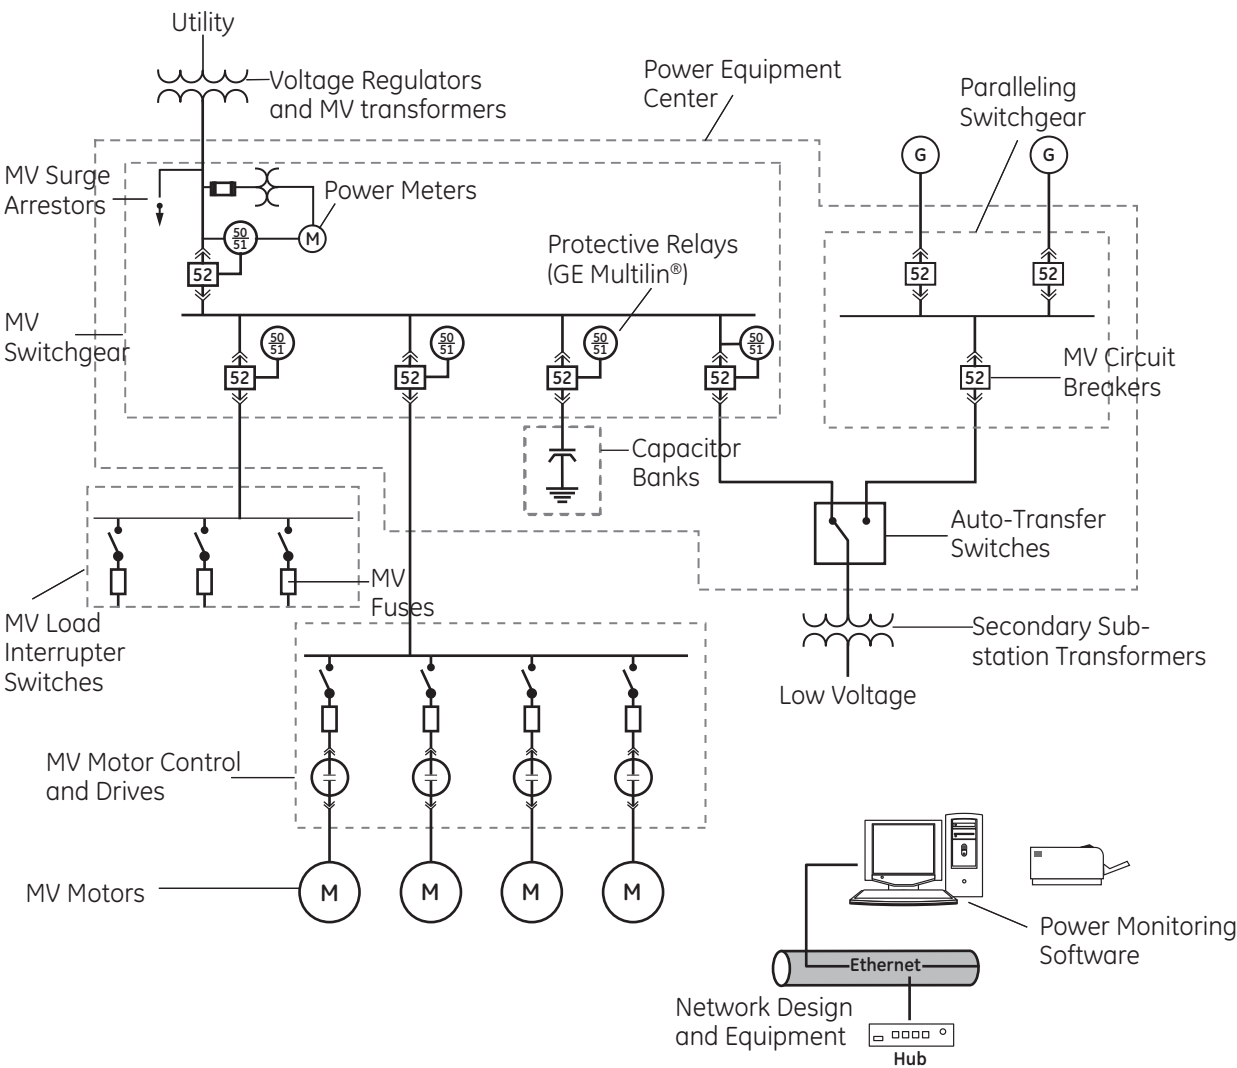 Utility
Voltage Regulators
and MV transformers
Power Equipment
Center
Paralleling
Switchgear
G
G
MV Surge
Arrestors
Power Meters
50
51
M
52
Protective Relays
(GE Multilin®)
52
52
MV
Switchgear
50
51
50
51
50
51
50
51
52
52
52
52
52
MV Circuit
Breakers
Capacitor
Banks
Auto-Transfer
Switches
MV
Fuses
MV Load
Interrupter
Switches
Secondary Sub-
station Transformers
Low Voltage
MV Motor Control
and Drives
MV Motors
M
M
M
M
Power Monitoring
Software
Ethernet
Network Design
and Equipment
Hub